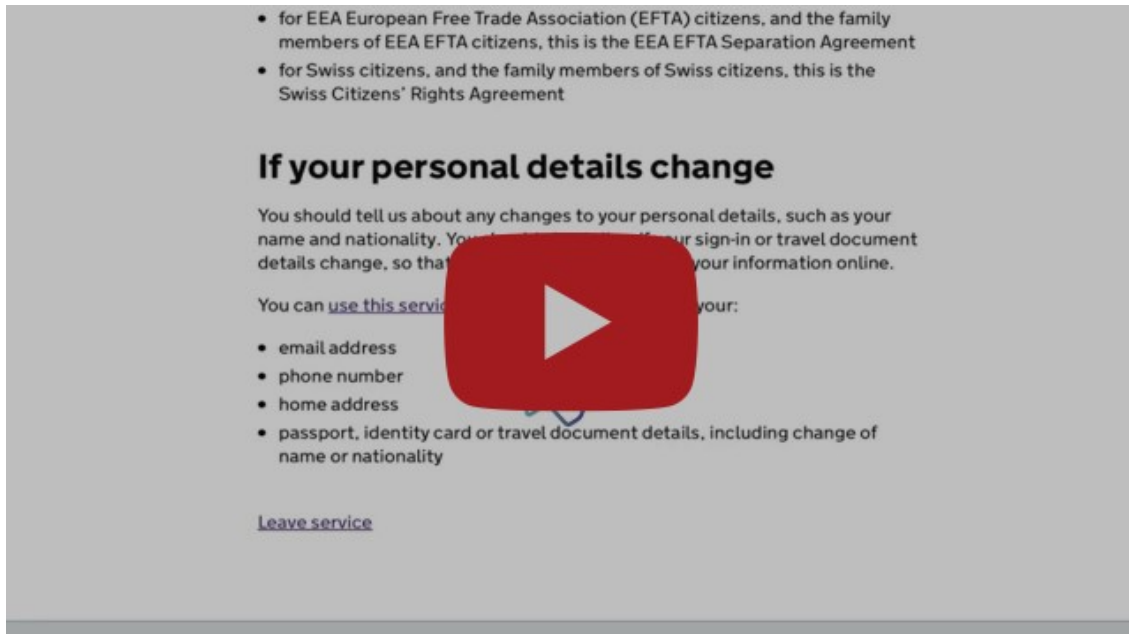 • for EEA European Free Trade Association (EFTA) citizens, and the family
members of EEA EFTA citizens, this is the EEA EFTA Separation Agreement
• for Swiss citizens, and the family members of Swiss citizens, this is the
Swiss Citizens' Rights Agreement
If your personal details change
You should tell us about any changes to your personal details, such as your
name and nationality. sign-in or travel document
details change, so your information online.
You can use this your:
• email address
• phone number
• home address
• passport, identity card or travel document details, including change of
name or nationality
Leave service